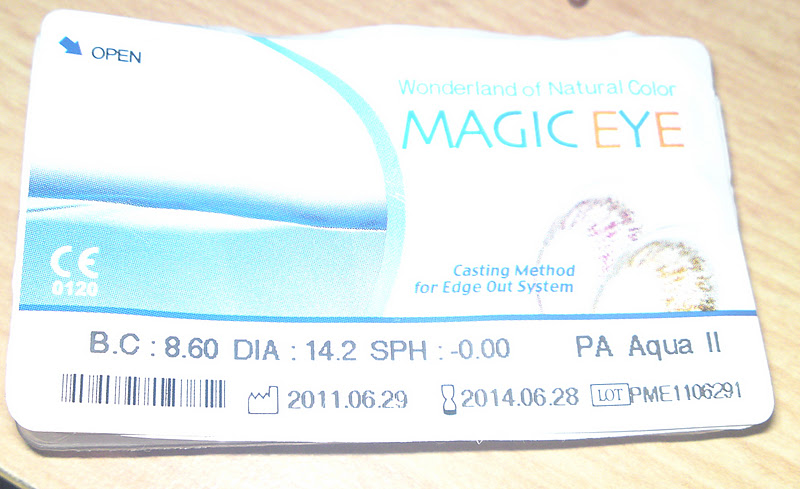 OPEN
Wonderland of Natural Color
MAGIC EYE
CE
0120
Casting Method
for Edge Out System
B.C : 8.60 DIA : 14.2 SPH : -0.00 PA Aqua II
2011.06.29 2014.06.28 LOT PME1106291